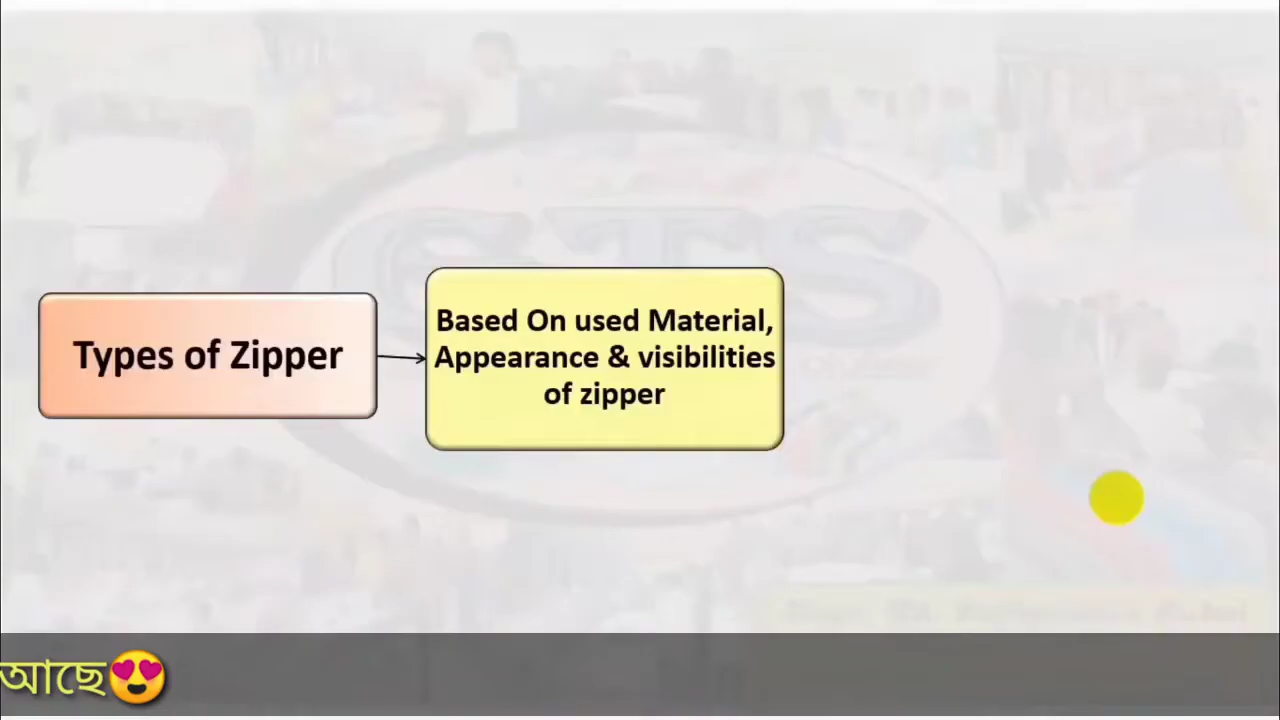 Types of Zipper
Based On used Material,
Appearance & visibilities
of zipper
আছে😍